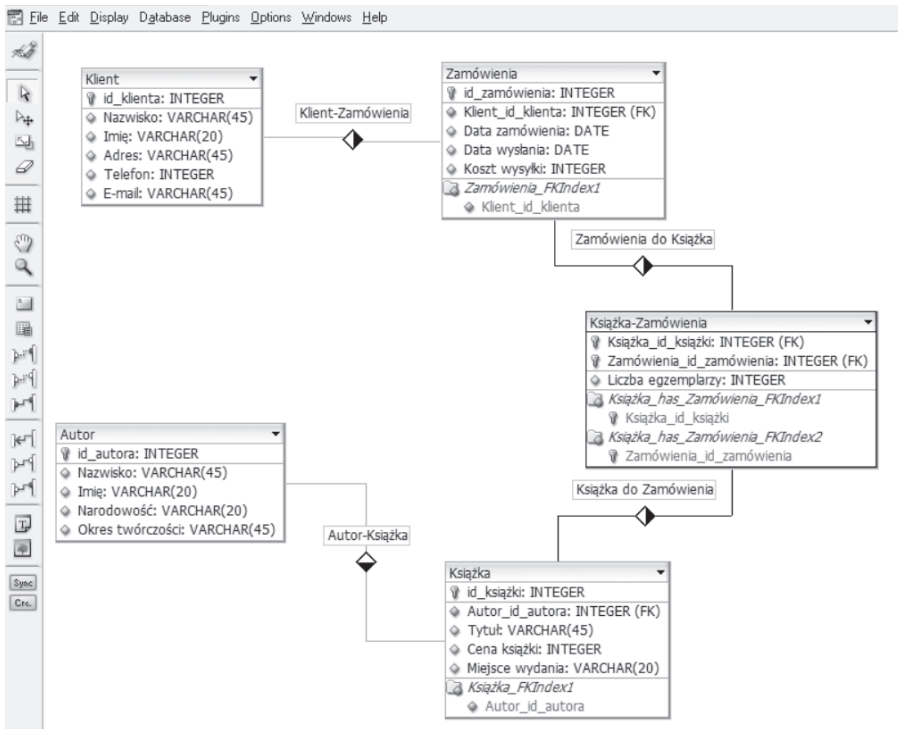 File Edit Display Database Plugins Options Windows Help
Klient
id_klienta: INTEGER
Nazwisko: VARCHAR(45)
Imię: VARCHAR(20)
Adres: VARCHAR(45)
Telefon: INTEGER
E-mail: VARCHAR(45)
Klient-Zamówienia
Zamówienia
id_zamówienia: INTEGER
Klient_id_klienta: INTEGER (FK)
Data zamówienia: DATE
Data wysłania: DATE
Koszt wysyłki: INTEGER
Zamówienia_FKIndex1
Klient_id_klienta
Zamówienia do Książka
Książka-Zamówienia
Książka_id_książki: INTEGER (FK)
Zamówienia_id_zamówienia: INTEGER (FK)
Liczba egzemplarzy: INTEGER
Książka_has_Zamówienia_FKIndex1
Książka_id_książki
Książka_has_Zamówienia_FKIndex2
Zamówienia_id_zamówienia
Książka do Zamówienia
Autor
id_autora: INTEGER
Nazwisko: VARCHAR(45)
Imię: VARCHAR(20)
Narodowość: VARCHAR(20)
Okres twórczości: VARCHAR(45)
Autor-Książka
Książka
id_książki: INTEGER
Autor_id_autora: INTEGER (FK)
Tytuł: VARCHAR(45)
Cena książki: INTEGER
Miejsce wydania: VARCHAR(20)
Książka_FKIndex1
Autor_id_autora
Sync
Cre.